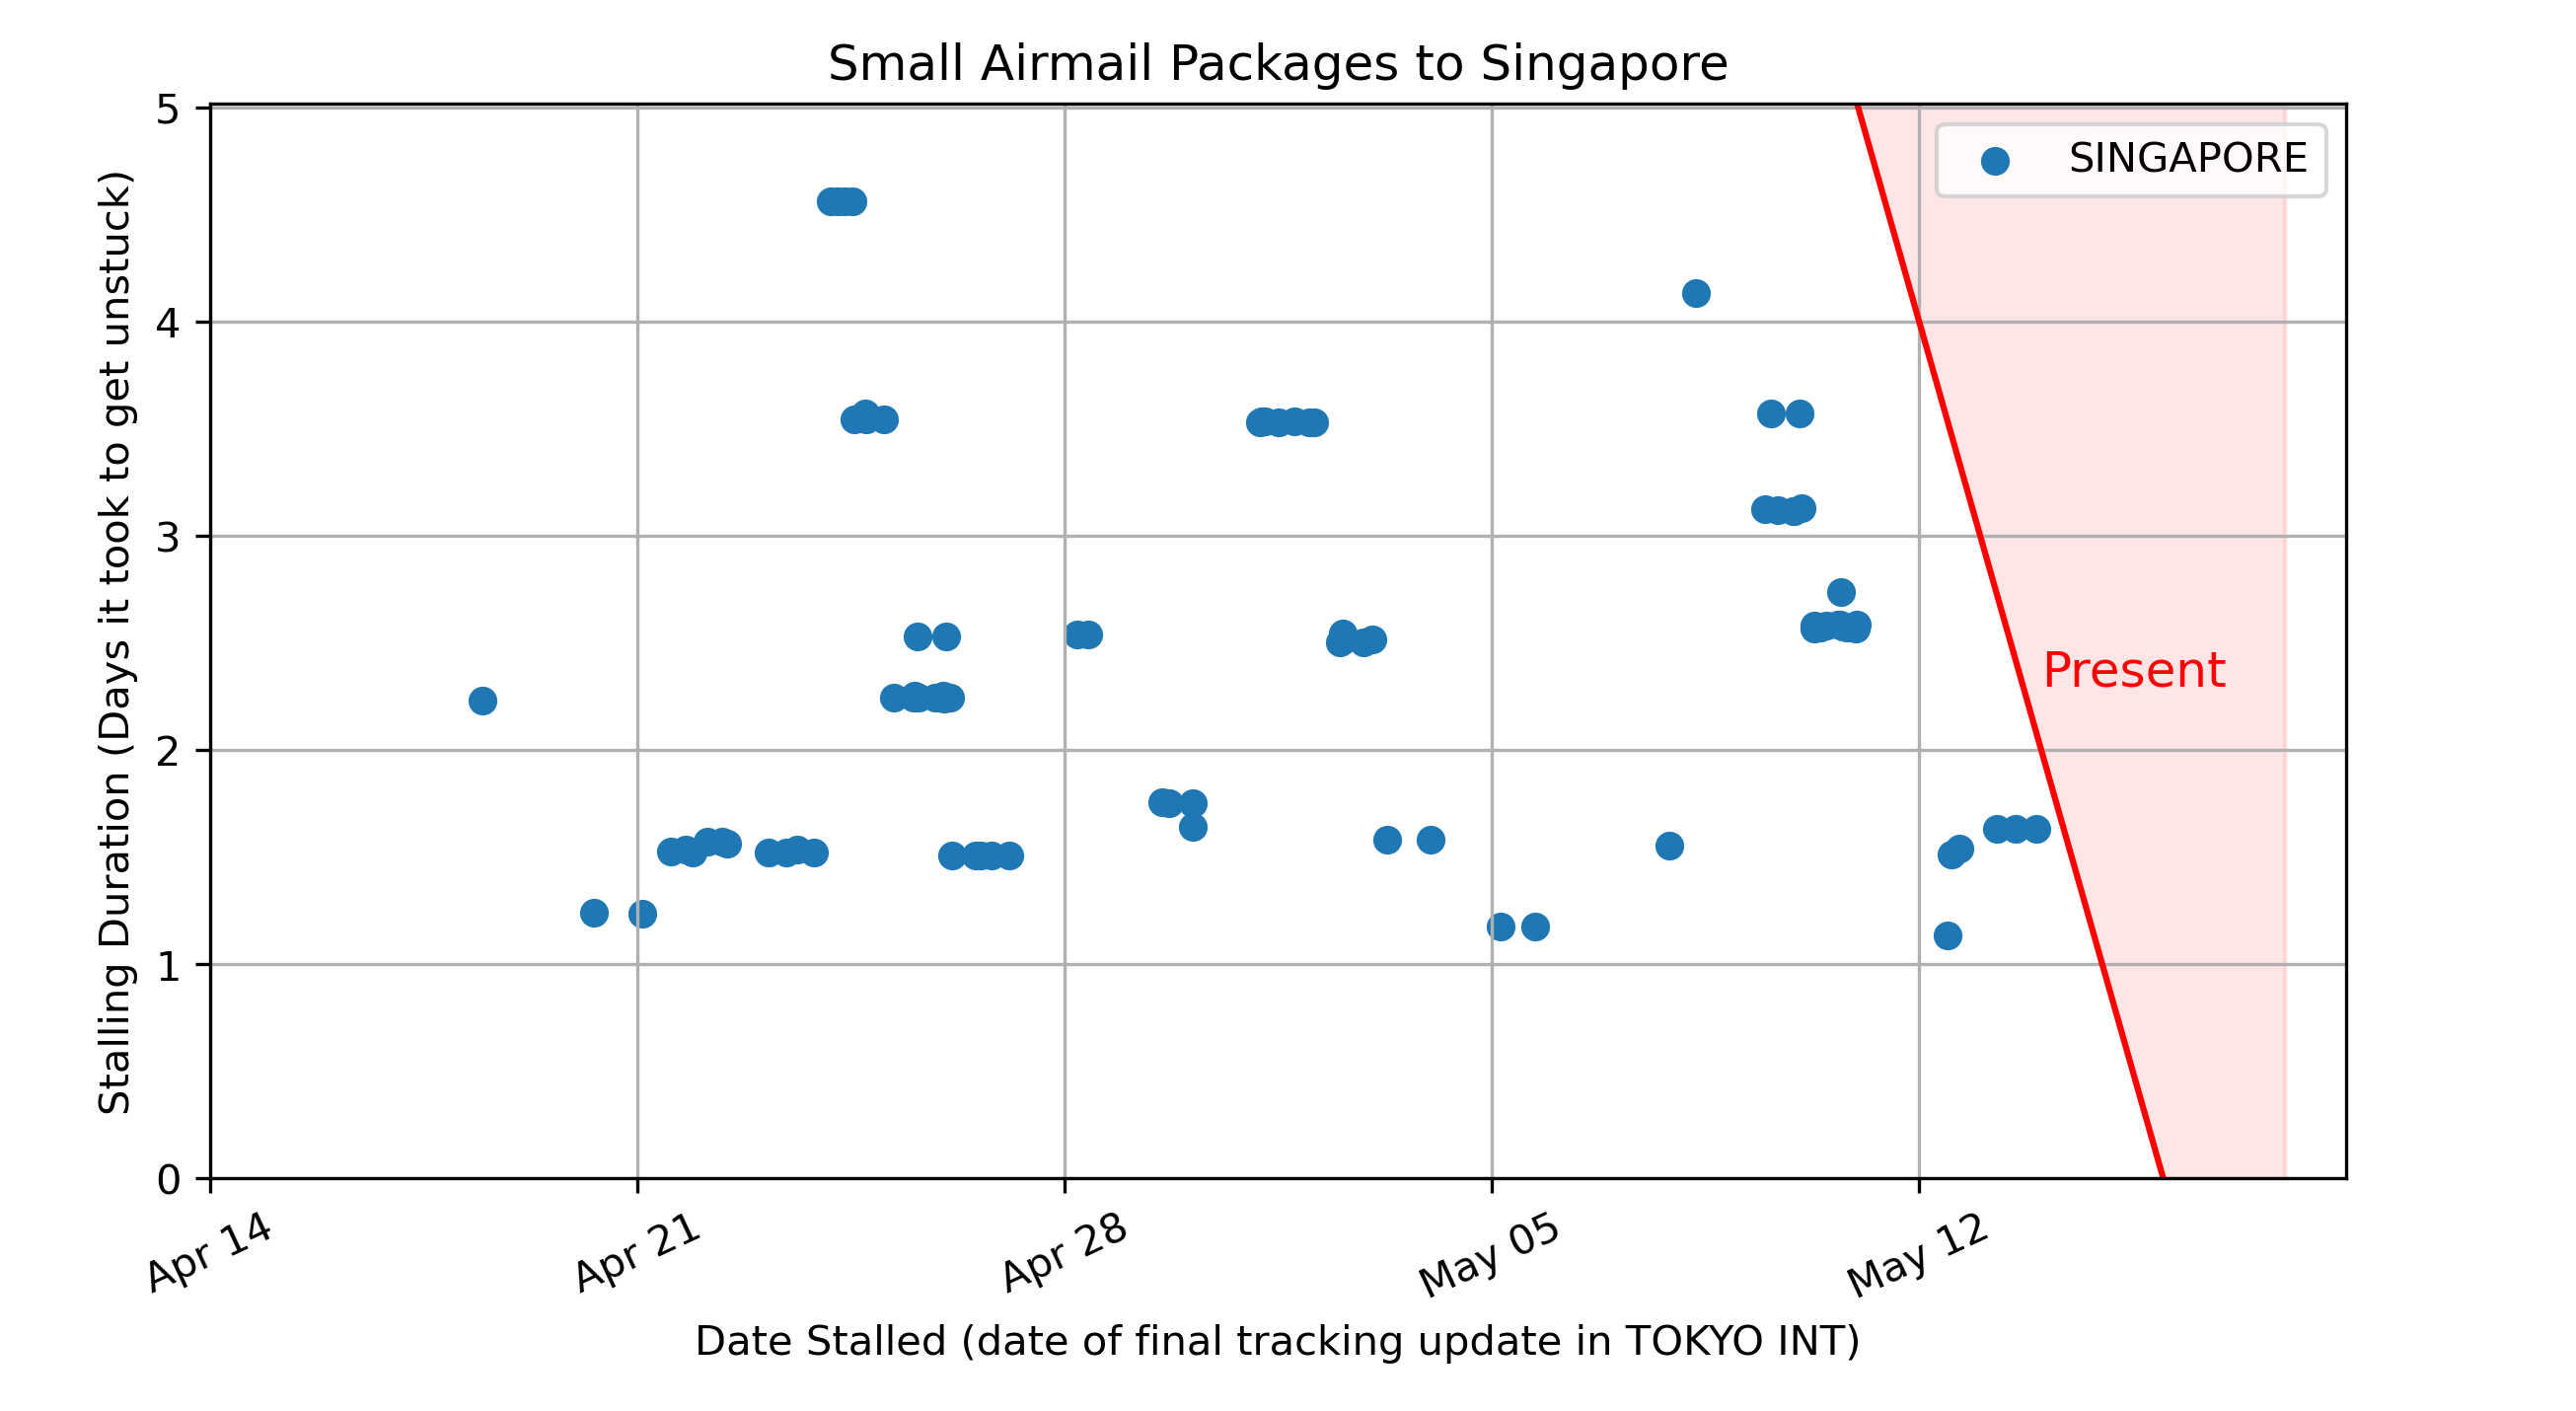 Small Airmail Packages to Singapore
SINGAPORE
Present
Stalling Duration (Days it took to get unstuck)
5
4
3
2
1
0
Apr 14
Apr 21
Apr 28
May 05
May 12
Date Stalled (date of final tracking update in TOKYO INT)